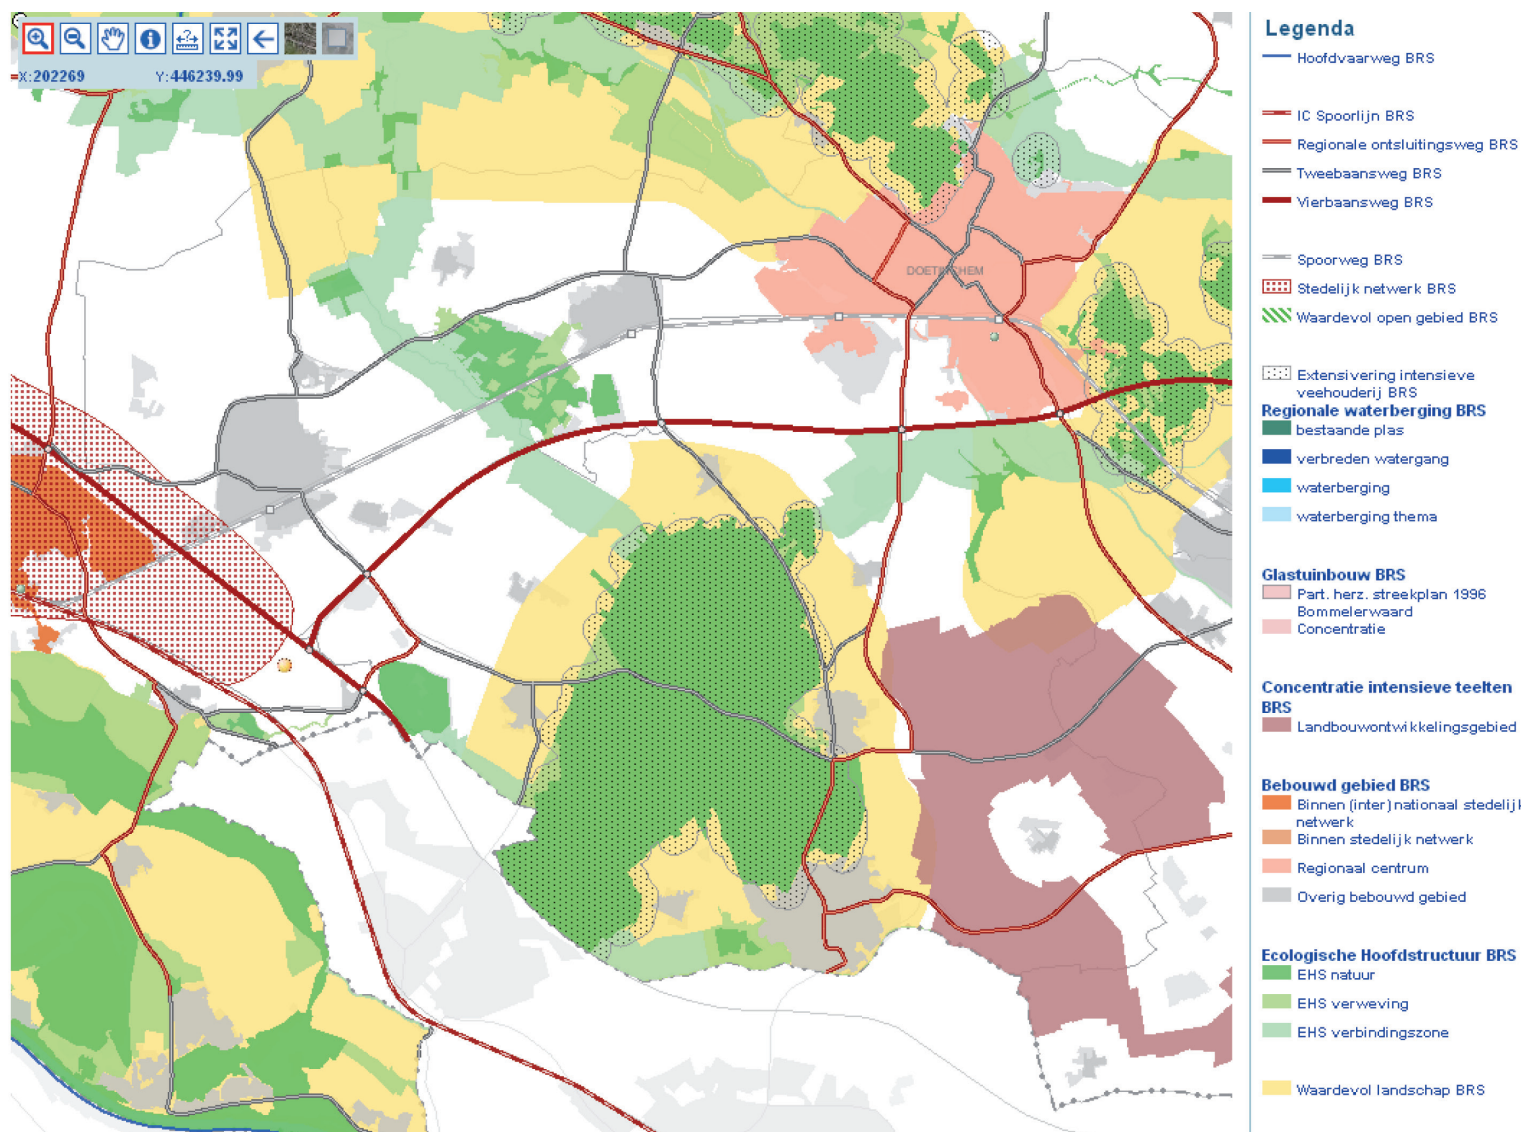 X:202269 Y:446239.99
DOETINCHEM
Legenda
Hoofdvaarweg BRS
IC Spoorlijn BRS
Regionale ontsluitingsweg BRS
Tweebaansweg BRS
Vierbaansweg BRS
Spoorweg BRS
Stedelijk netwerk BRS
Waardevol open gebied BRS
Extensivering intensieve
veehouderij BRS
Regionale waterberging BRS
bestaande plas
verbreden watergang
waterberging
waterberging thema
Glastuinbouw BRS
Part. herz. streekplan 1996
Bommelerwaard
Concentratie
Concentratie intensieve teelten
BRS
Landbouwontwikkelingsgebied
Bebouwd gebied BRS
Binnen (inter)nationaal stedelijk
netwerk
Binnen stedelijk netwerk
Regionaal centrum
Overig bebouwd gebied
Ecologische Hoofdstructuur BRS
EHS natuur
EHS verweving
EHS verbindingszone
Waardevol landschap BRS